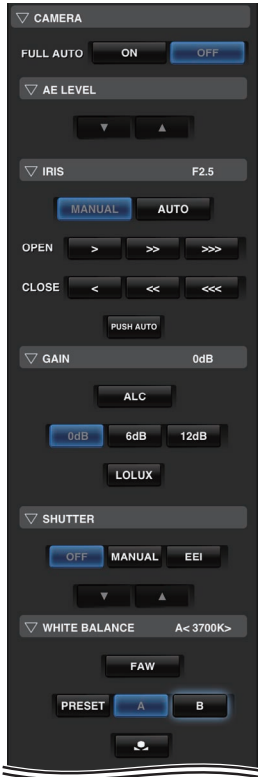 ▽ CAMERA
FULL AUTO ON OFF
▽ AE LEVEL
▼ ▲
▽ IRIS F2.5
MANUAL AUTO
OPEN > >> >>>
CLOSE < << <<<
PUSH AUTO
▽ GAIN 0dB
ALC
0dB 6dB 12dB
LOLUX
▽ SHUTTER
OFF MANUAL EEI
▼ ▲
▽ WHITE BALANCE A< 3700K>
FAW
PRESET A B